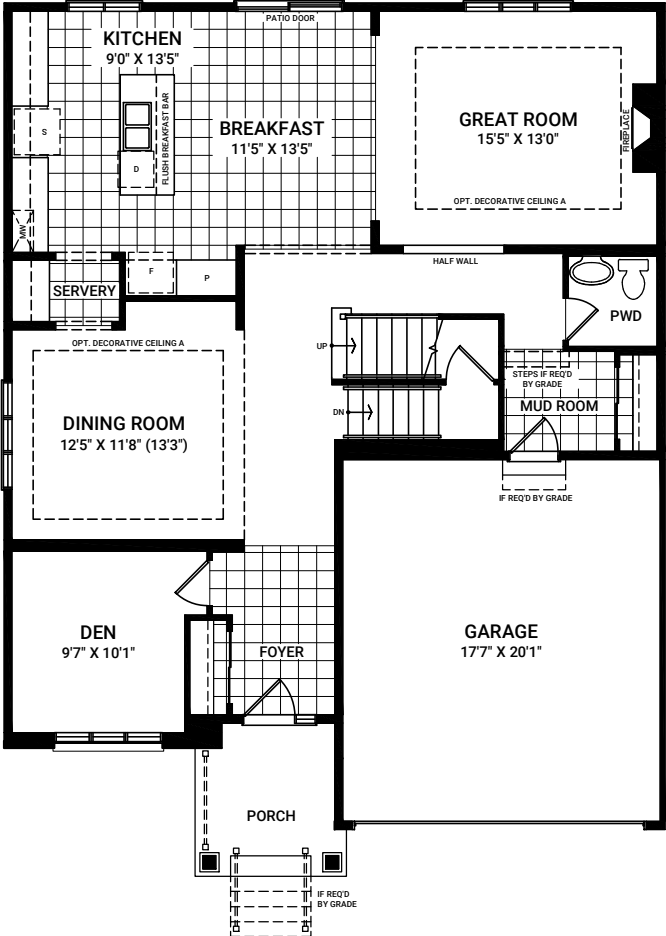 PATIO DOOR
KITCHEN
9'0" X 13'5"
S
D
FLUSH BREAKFAST BAR
BREAKFAST
11'5" X 13'5"
GREAT ROOM
15'5" X 13'0"
FIREPLACE
OPT. DECORATIVE CEILING A
MW
HALF WALL
F
P
SERVERY
PWD
UP
OPT. DECORATIVE CEILING A
STEPS IF REQ'D
BY GRADE
MUD ROOM
DN
DINING ROOM
12'5" X 11'8" (13'3")
IF REQ'D BY GRADE
DEN
9'7" X 10'1"
FOYER
GARAGE
17'7" X 20'1"
PORCH
IF REQ'D
BY GRADE